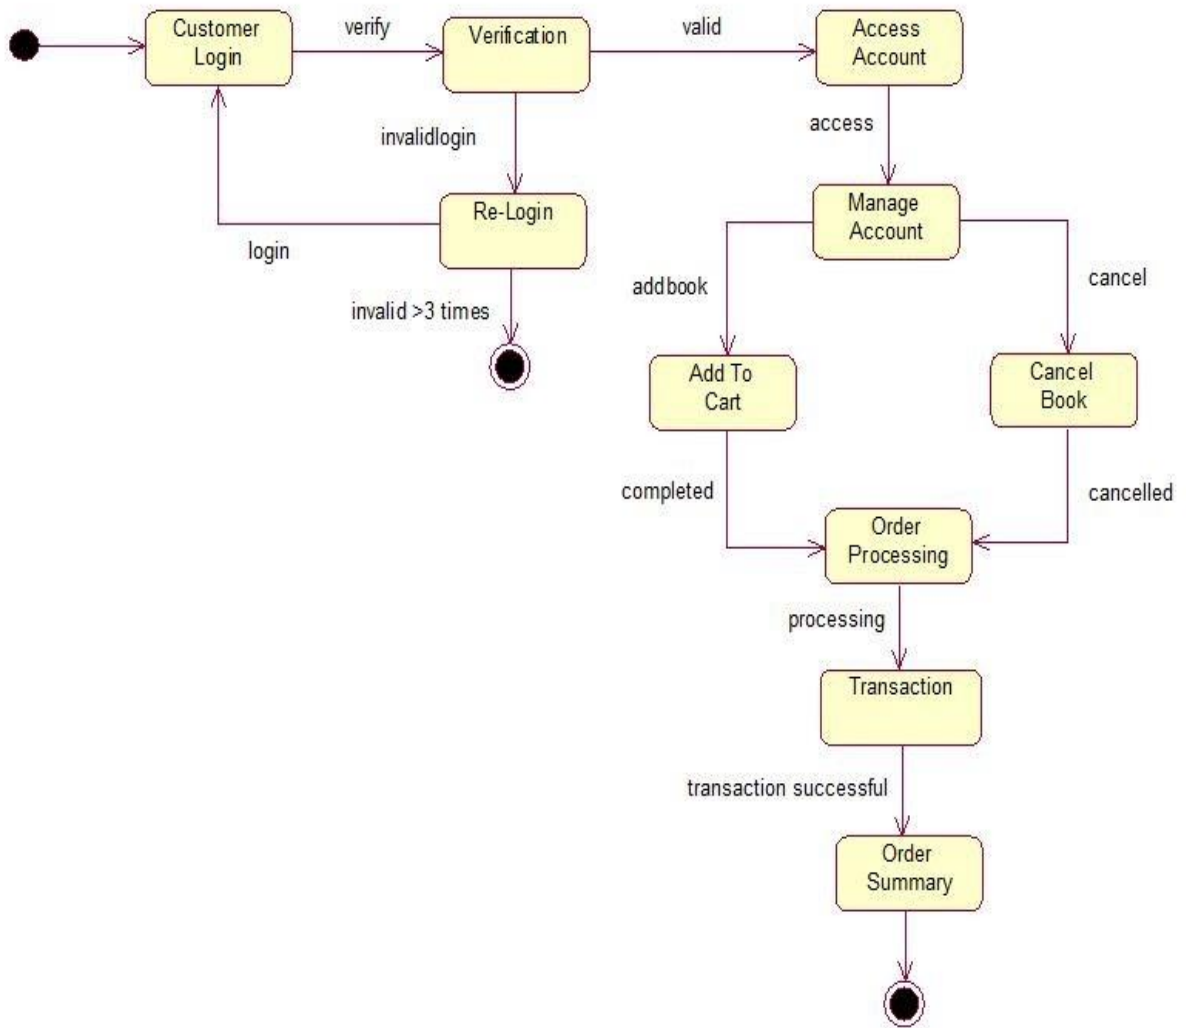 Customer
Login
verify
Verification
valid
Access
Account
invalidlogin
access
Re-Login
login
invalid >3 times
Manage
Account
addbook
cancel
Add To
Cart
Cancel
Book
completed
cancelled
Order
Processing
processing
Transaction
transaction successful
Order
Summary